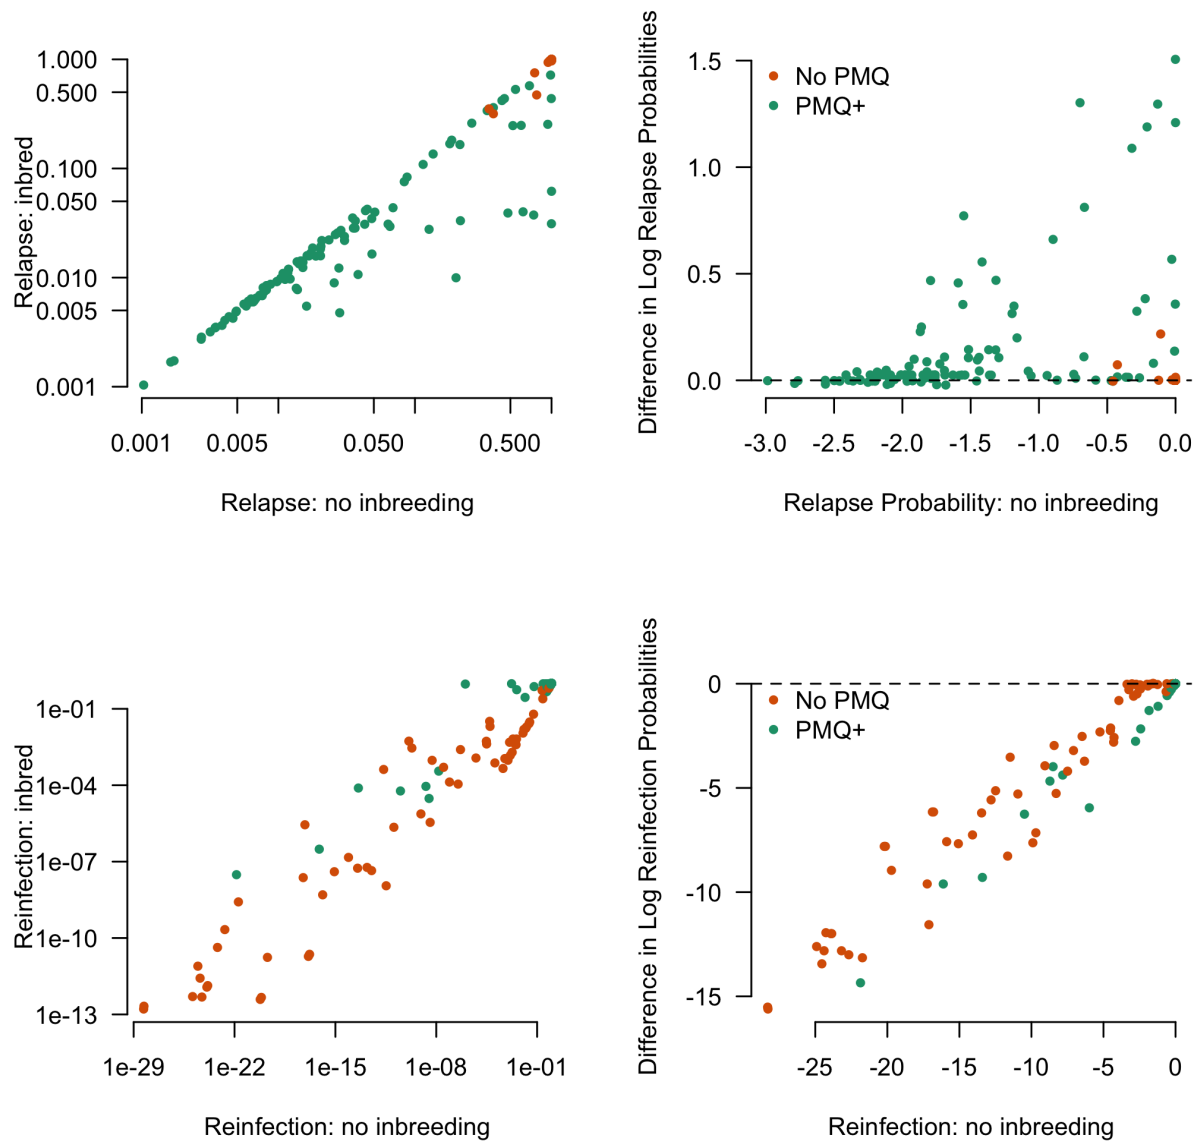 Relapse: inbred
1.000
0.500
0.100
0.050
0.010
0.005
0.001
0.001
0.005
0.050
0.500
Relapse: no inbreeding
Difference in Log Relapse Probabilities
1.5
1.0
0.5
0.0
No PMQ
PMQ+
-3.0
-2.5
-2.0
-1.5
-1.0
-0.5
0.0
Relapse Probability: no inbreeding
Reinfection: inbred
1e-01
1e-04
1e-07
1e-10
1e-13
1e-29
1e-22
1e-15
1e-08
1e-01
Reinfection: no inbreeding
Difference in Log Reinfection Probabilities
0
-5
-10
-15
No PMQ
PMQ+
-25
-20
-15
-10
-5
0
Reinfection: no inbreeding